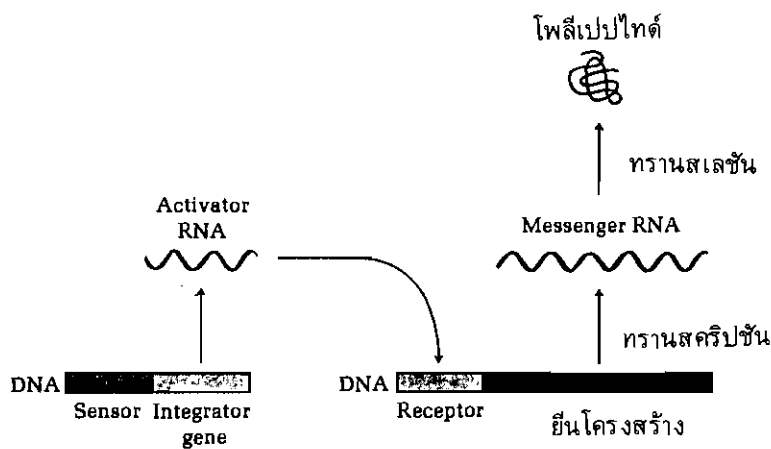 โพลีเปปไทด์
ทรานสเลชัน
Activator
RNA
Messenger RNA
ทรานสคริปชัน
DNA
DNA
Sensor Integrator
gene
Receptor
ยีนโครงสร้าง